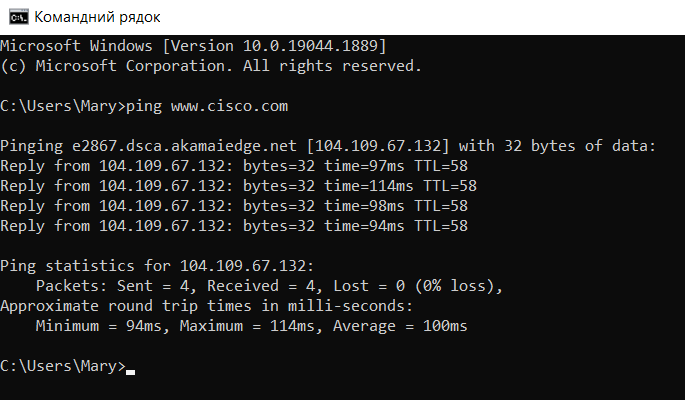 Командний рядок
Microsoft Windows [Version 10.0.19044.1889]
(c) Microsoft Corporation. All rights reserved.
C:\Users\Mary>ping www.cisco.com
Pinging e2867.dsca.akamaiedge.net [104.109.67.132] with 32 bytes of data:
Reply from 104.109.67.132: bytes=32 time=97ms TTL=58
Reply from 104.109.67.132: bytes=32 time=114ms TTL=58
Reply from 104.109.67.132: bytes=32 time=98ms TTL=58
Reply from 104.109.67.132: bytes=32 time=94ms TTL=58
Ping statistics for 104.109.67.132:
    Packets: Sent = 4, Received = 4, Lost = 0 (0% loss),
Approximate round trip times in milli-seconds:
    Minimum = 94ms, Maximum = 114ms, Average = 100ms
C:\Users\Mary>